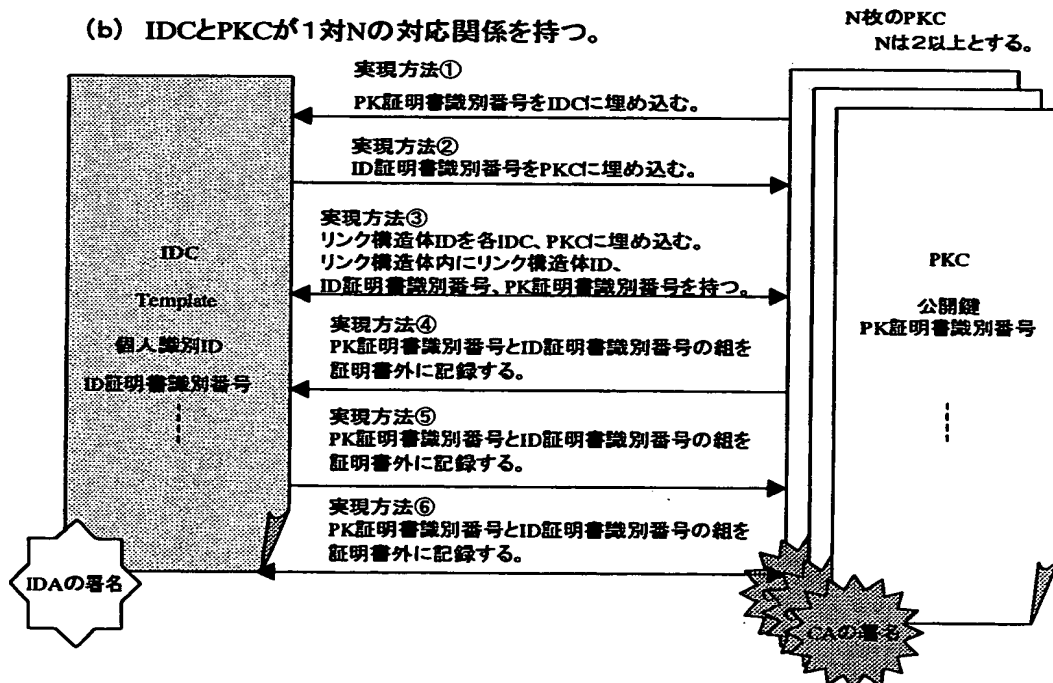 (b) IDCとPKCが1対Nの対応関係を持つ。
N枚のPKC
Nは2以上とする。
実現方法①
PK証明書識別番号をIDCに埋め込む。
実現方法②
ID証明書識別番号をPKCに埋め込む。
実現方法③
リンク構造体IDを各IDC、PKCに埋め込む。
リンク構造体内にリンク構造体ID、
ID証明書識別番号、PK証明書識別番号を持つ。
実現方法④
PK証明書識別番号とID証明書識別番号の組を
証明書外に記録する。
実現方法⑤
PK証明書識別番号とID証明書識別番号の組を
証明書外に記録する。
実現方法⑥
PK証明書識別番号とID証明書識別番号の組を
証明書外に記録する。
IDC
Template
個人識別ID
ID証明書識別番号
IDAの署名
PKC
公開鍵
PK証明書識別番号
CAの署名